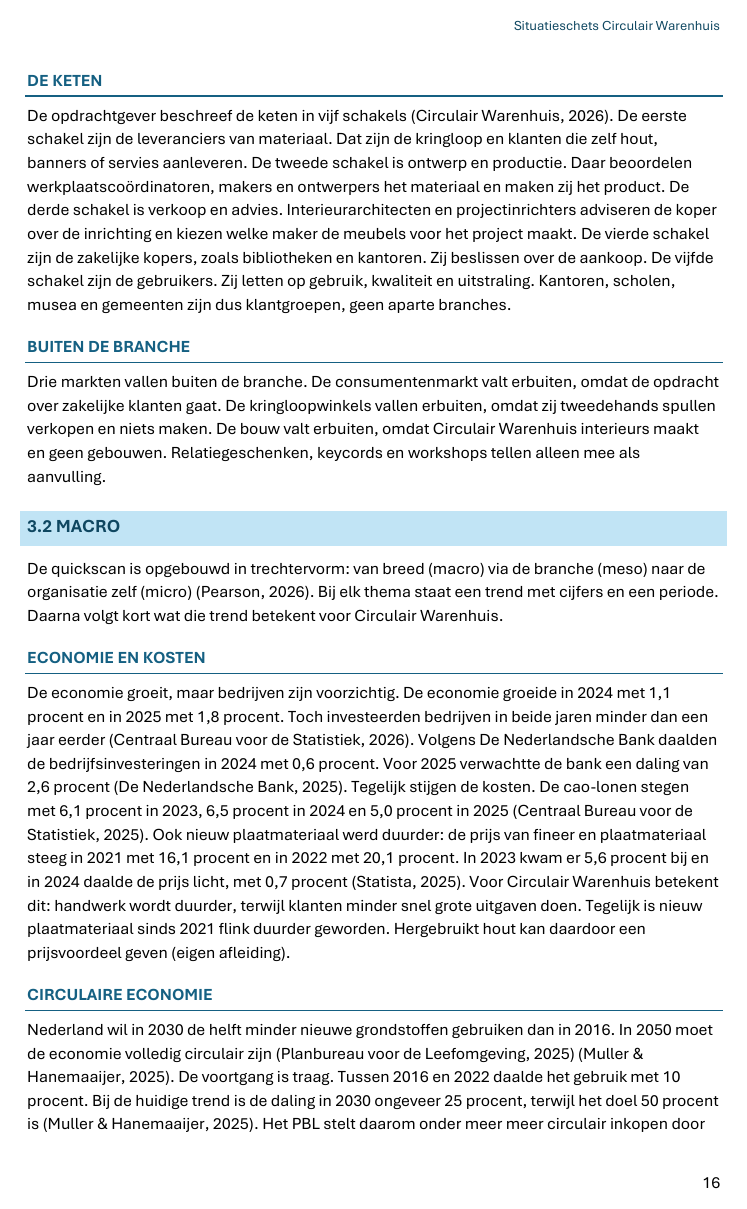 Situatieschets Circulair Warenhuis
DE KETEN
De opdrachtgever beschreef de keten in vijf schakels (Circulair Warenhuis, 2026). De eerste
schakel zijn de leveranciers van materiaal. Dat zijn de kringloop en klanten die zelf hout,
banners of servies aanleveren. De tweede schakel is ontwerp en productie. Daar beoordelen
werkplaatscoördinatoren, makers en ontwerpers het materiaal en maken zij het product. De
derde schakel is verkoop en advies. Interieurarchitecten en projectinrichters adviseren de koper
over de inrichting en kiezen welke maker de meubels voor het project maakt. De vierde schakel
zijn de zakelijke kopers, zoals bibliotheken en kantoren. Zij beslissen over de aankoop. De vijfde
schakel zijn de gebruikers. Zij letten op gebruik, kwaliteit en uitstraling. Kantoren, scholen,
musea en gemeenten zijn dus klantgroepen, geen aparte branches.
BUITEN DE BRANCHE
Drie markten vallen buiten de branche. De consumentenmarkt valt erbuiten, omdat de opdracht
over zakelijke klanten gaat. De kringloopwinkels vallen erbuiten, omdat zij tweedehands spullen
verkopen en niets maken. De bouw valt erbuiten, omdat Circulair Warenhuis interieurs maakt
en geen gebouwen. Relatiegeschenken, keycords en workshops tellen alleen mee als
aanvulling.
3.2 MACRO
De quickscan is opgebouwd in trechtervorm: van breed (macro) via de branche (meso) naar de
organisatie zelf (micro) (Pearson, 2026). Bij elk thema staat een trend met cijfers en een periode.
Daarna volgt kort wat die trend betekent voor Circulair Warenhuis.
ECONOMIE EN KOSTEN
De economie groeit, maar bedrijven zijn voorzichtig. De economie groeide in 2024 met 1,1
procent en in 2025 met 1,8 procent. Toch investeerden bedrijven in beide jaren minder dan een
jaar eerder (Centraal Bureau voor de Statistiek, 2026). Volgens De Nederlandsche Bank daalden
de bedrijfsinvesteringen in 2024 met 0,6 procent. Voor 2025 verwachtte de bank een daling van
2,6 procent (De Nederlandsche Bank, 2025). Tegelijk stijgen de kosten. De cao-lonen stegen
met 6,1 procent in 2023, 6,5 procent in 2024 en 5,0 procent in 2025 (Centraal Bureau voor de
Statistiek, 2025). Ook nieuw plaatmateriaal werd duurder: de prijs van fineer en plaatmateriaal
steeg in 2021 met 16,1 procent en in 2022 met 20,1 procent. In 2023 kwam er 5,6 procent bij en
in 2024 daalde de prijs licht, met 0,7 procent (Statista, 2025). Voor Circulair Warenhuis betekent
dit: handwerk wordt duurder, terwijl klanten minder snel grote uitgaven doen. Tegelijk is nieuw
plaatmateriaal sinds 2021 flink duurder geworden. Hergebruikt hout kan daardoor een
prijsvoordeel geven (eigen afleiding).
CIRCULAIRE ECONOMIE
Nederland wil in 2030 de helft minder nieuwe grondstoffen gebruiken dan in 2016. In 2050 moet
de economie volledig circulair zijn (Planbureau voor de Leefomgeving, 2025) (Muller &
Hanemaaijer, 2025). De voortgang is traag. Tussen 2016 en 2022 daalde het gebruik met 10
procent. Bij de huidige trend is de daling in 2030 ongeveer 25 procent, terwijl het doel 50 procent
is (Muller & Hanemaaijer, 2025). Het PBL stelt daarom onder meer meer circulair inkopen door
16